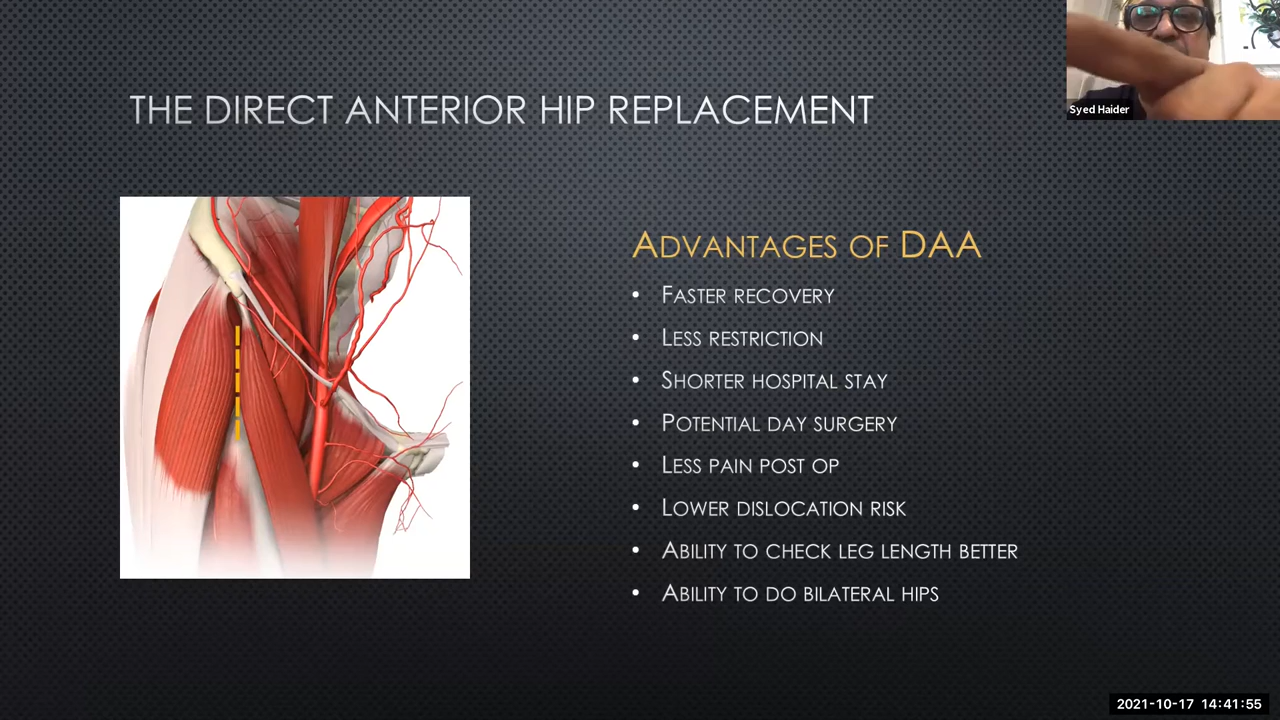 THE DIRECT ANTERIOR HIP REPLACEMENT
Syed Haider
ADVANTAGES OF DAA
• FASTER RECOVERY
• LESS RESTRICTION
• SHORTER HOSPITAL STAY
• POTENTIAL DAY SURGERY
• LESS PAIN POST OP
• LOWER DISLOCATION RISK
• ABILITY TO CHECK LEG LENGTH BETTER
• ABILITY TO DO BILATERAL HIPS
2021-10-17 14:41:55